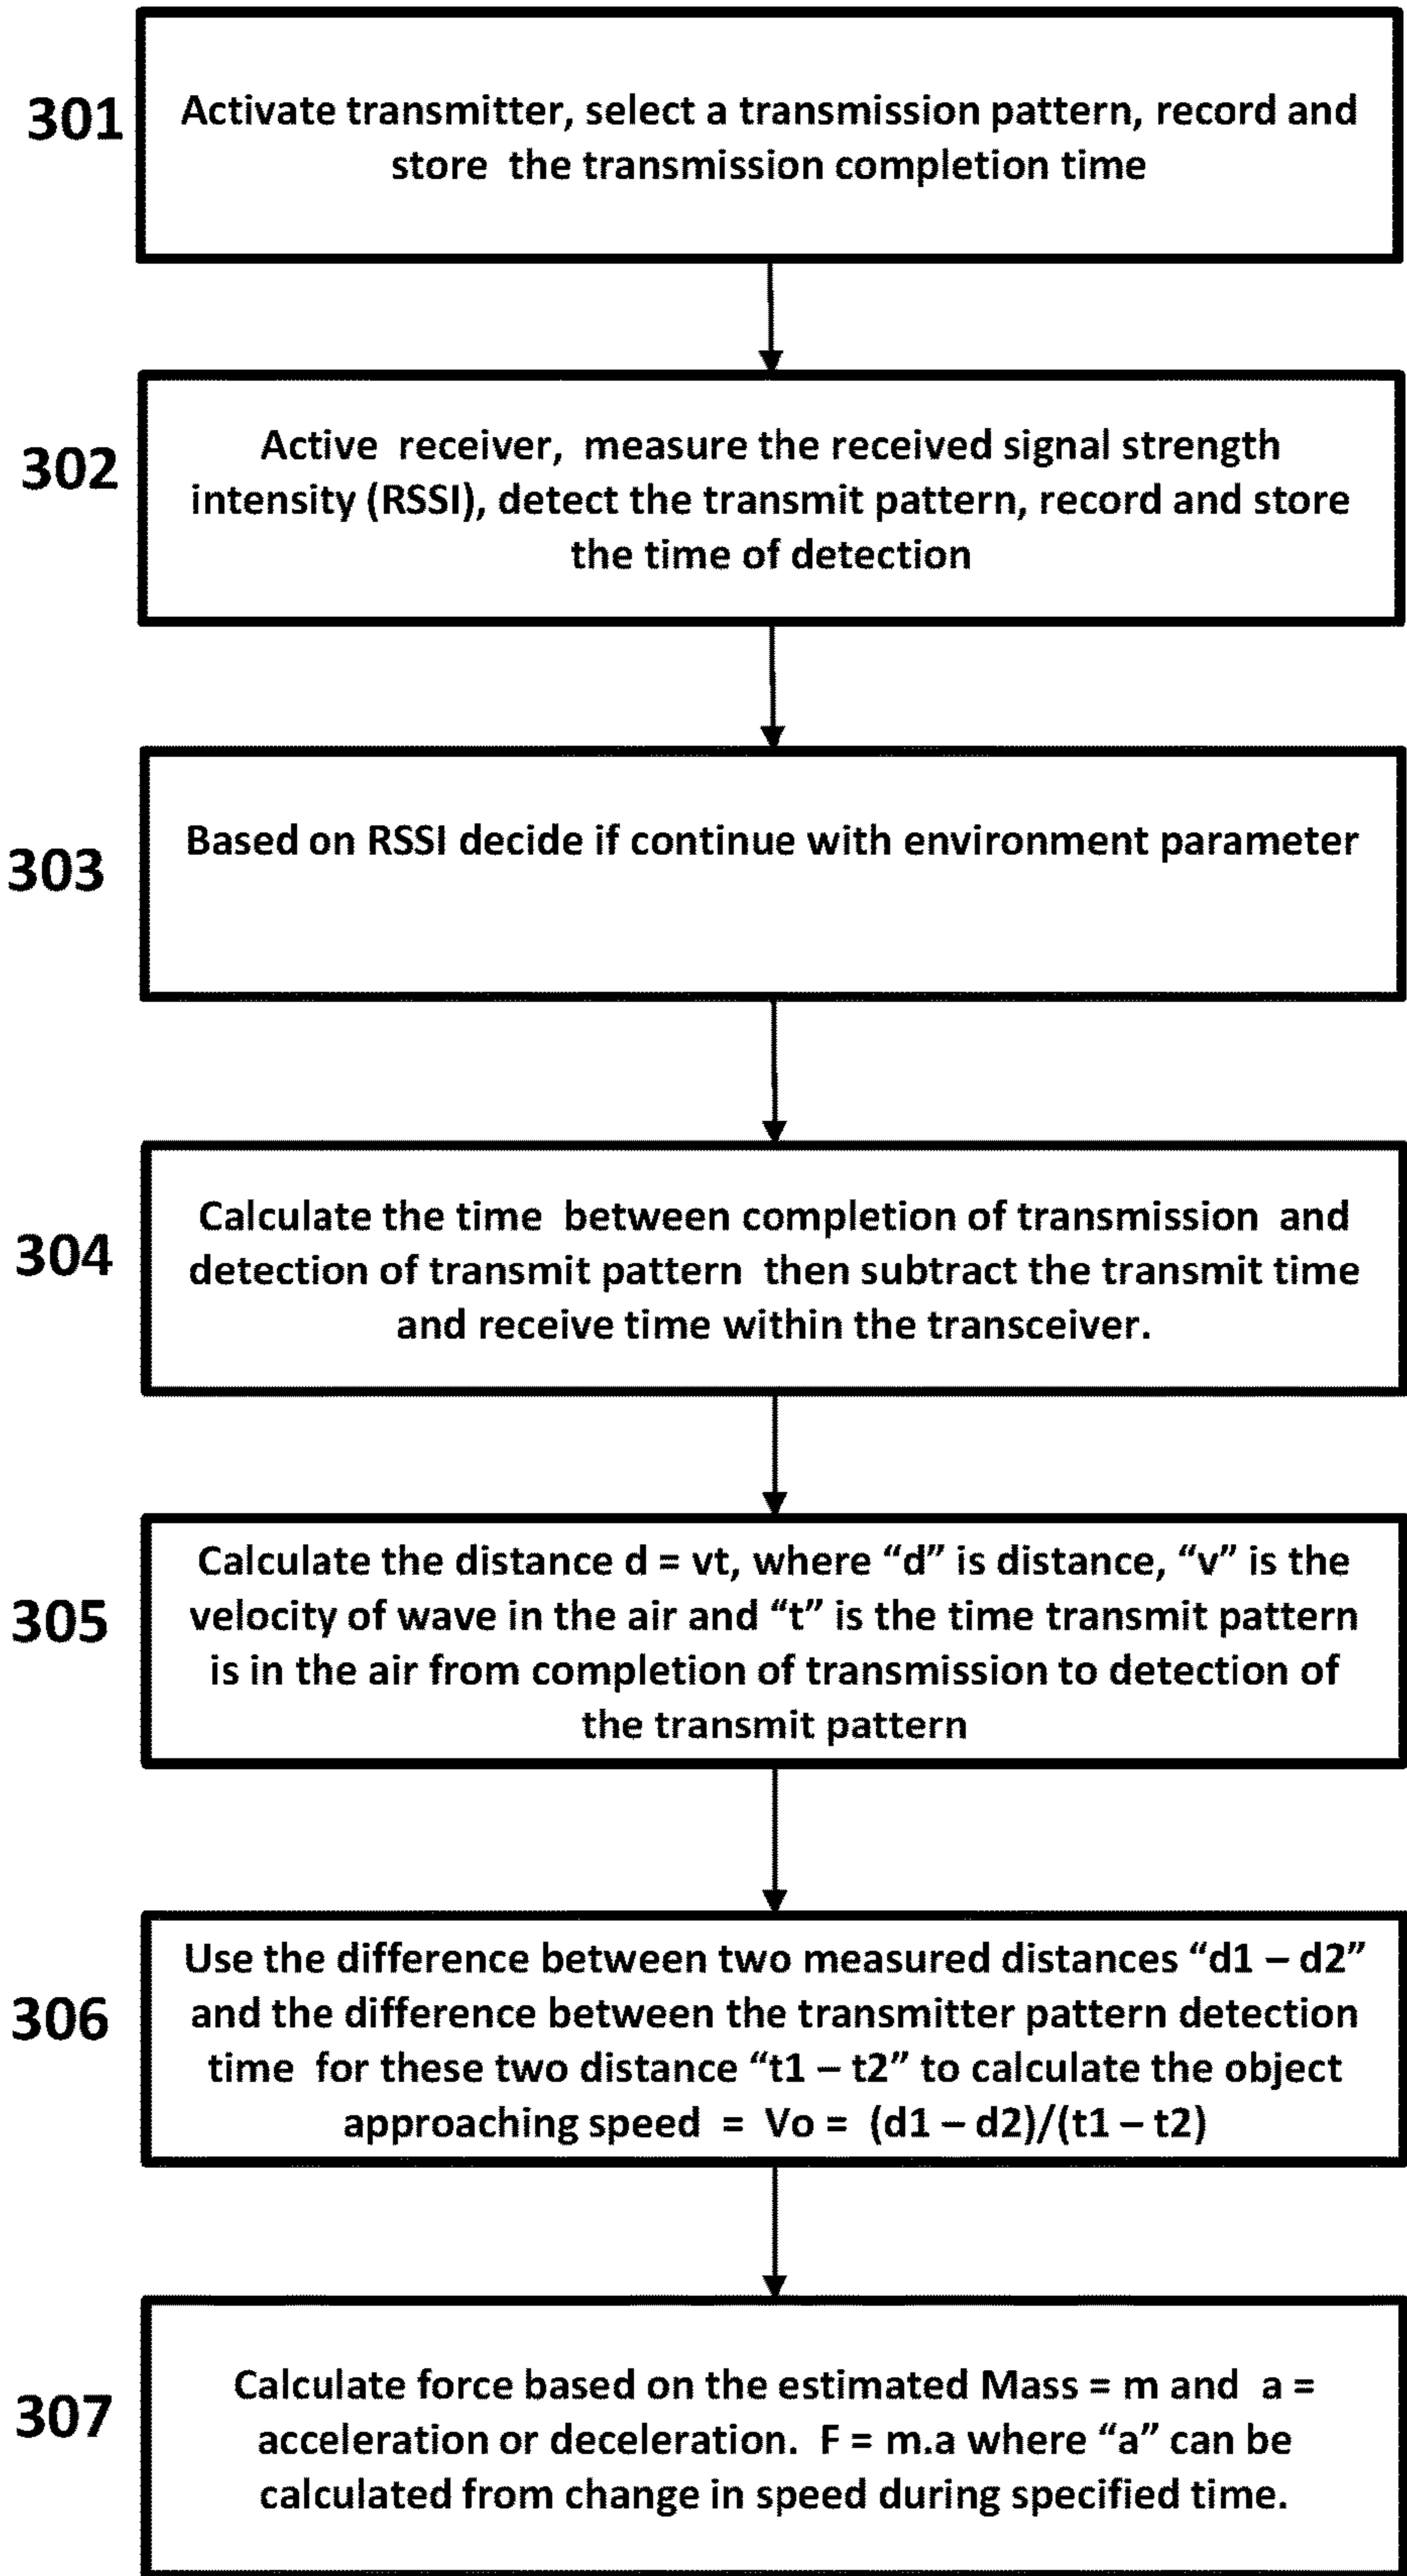 301
Activate transmitter, select a transmission pattern, record and
store the transmission completion time
302
Active receiver, measure the received signal strength
intensity (RSSI), detect the transmit pattern, record and store
the time of detection
303
Based on RSSI decide if continue with environment parameter
304
Calculate the time between completion of transmission and
detection of transmit pattern then subtract the transmit time
and receive time within the transceiver.
305
Calculate the distance d = vt, where “d” is distance, “v” is the
velocity of wave in the air and “t” is the time transmit pattern
is in the air from completion of transmission to detection of
the transmit pattern
306
Use the difference between two measured distances “d1 – d2”
and the difference between the transmitter pattern detection
time for these two distance “t1 – t2” to calculate the object
approaching speed = Vo = (d1 – d2)/(t1 – t2)
307
Calculate force based on the estimated Mass = m and a =
acceleration or deceleration. F = m.a where “a” can be
calculated from change in speed during specified time.